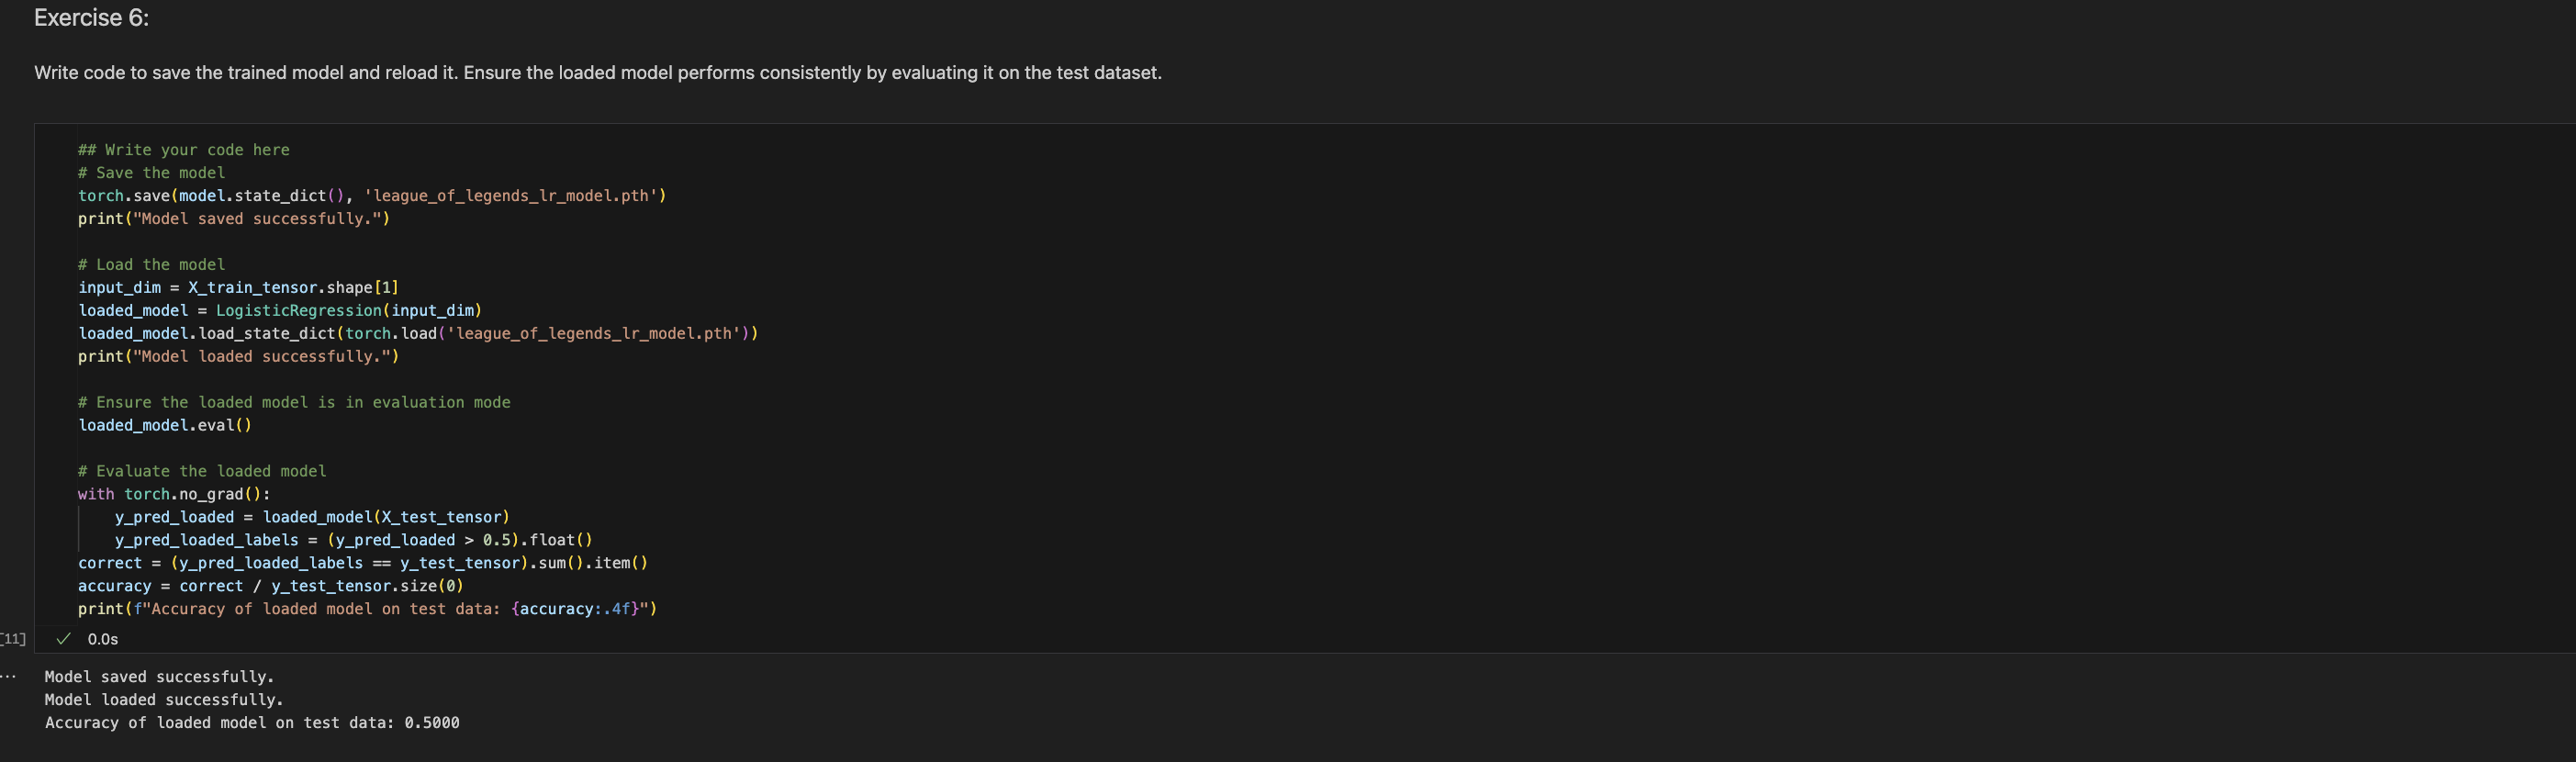 Exercise 6:
Write code to save the trained model and reload it. Ensure the loaded model performs consistently by evaluating it on the test dataset.
## Write your code here
# Save the model
torch.save(model.state_dict(), 'league_of_legends_lr_model.pth')
print("Model saved successfully.")
# Load the model
input_dim = X_train_tensor.shape[1]
loaded_model = LogisticRegression(input_dim)
loaded_model.load_state_dict(torch.load('league_of_legends_lr_model.pth'))
print("Model loaded successfully.")
# Ensure the loaded model is in evaluation mode
loaded_model.eval()
# Evaluate the loaded model
with torch.no_grad():
    y_pred_loaded = loaded_model(X_test_tensor)
    y_pred_loaded_labels = (y_pred_loaded > 0.5).float()
correct = (y_pred_loaded_labels == y_test_tensor).sum().item()
accuracy = correct / y_test_tensor.size(0)
print(f"Accuracy of loaded model on test data: {accuracy:.4f}")
[11] ✓ 0.0s
... Model saved successfully.
Model loaded successfully.
Accuracy of loaded model on test data: 0.5000